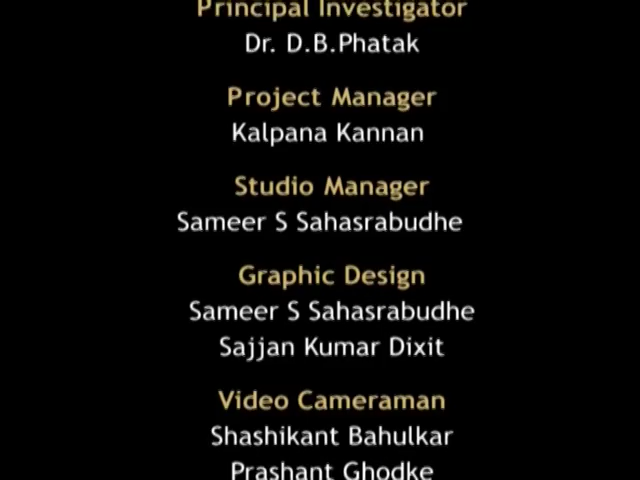 Principal Investigator
Dr. D.B.Phatak
Project Manager
Kalpana Kannan
Studio Manager
Sameer S Sahasrabudhe
Graphic Design
Sameer S Sahasrabudhe
Sajjan Kumar Dixit
Video Cameraman
Shashikant Bahulkar
Prashant Ghodke